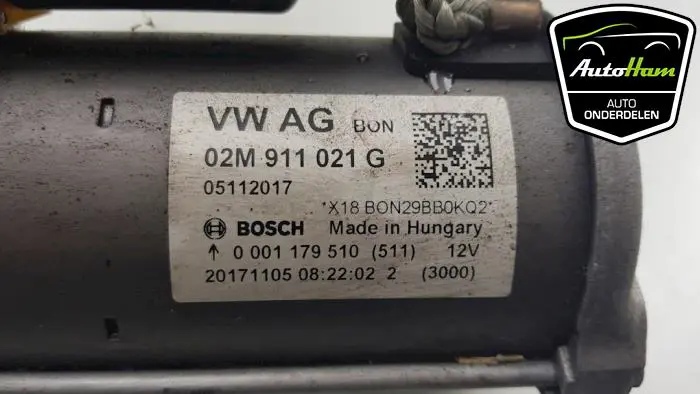 VW AG BON
02M 911 021 G
05112017
*X18 BON29BB0KQ2*
BOSCH Made in Hungary
↑ 0 001 179 510 (511) 12V
20171105 08:22:02 2 (3000)
AutoHam
AUTO
ONDERDELEN